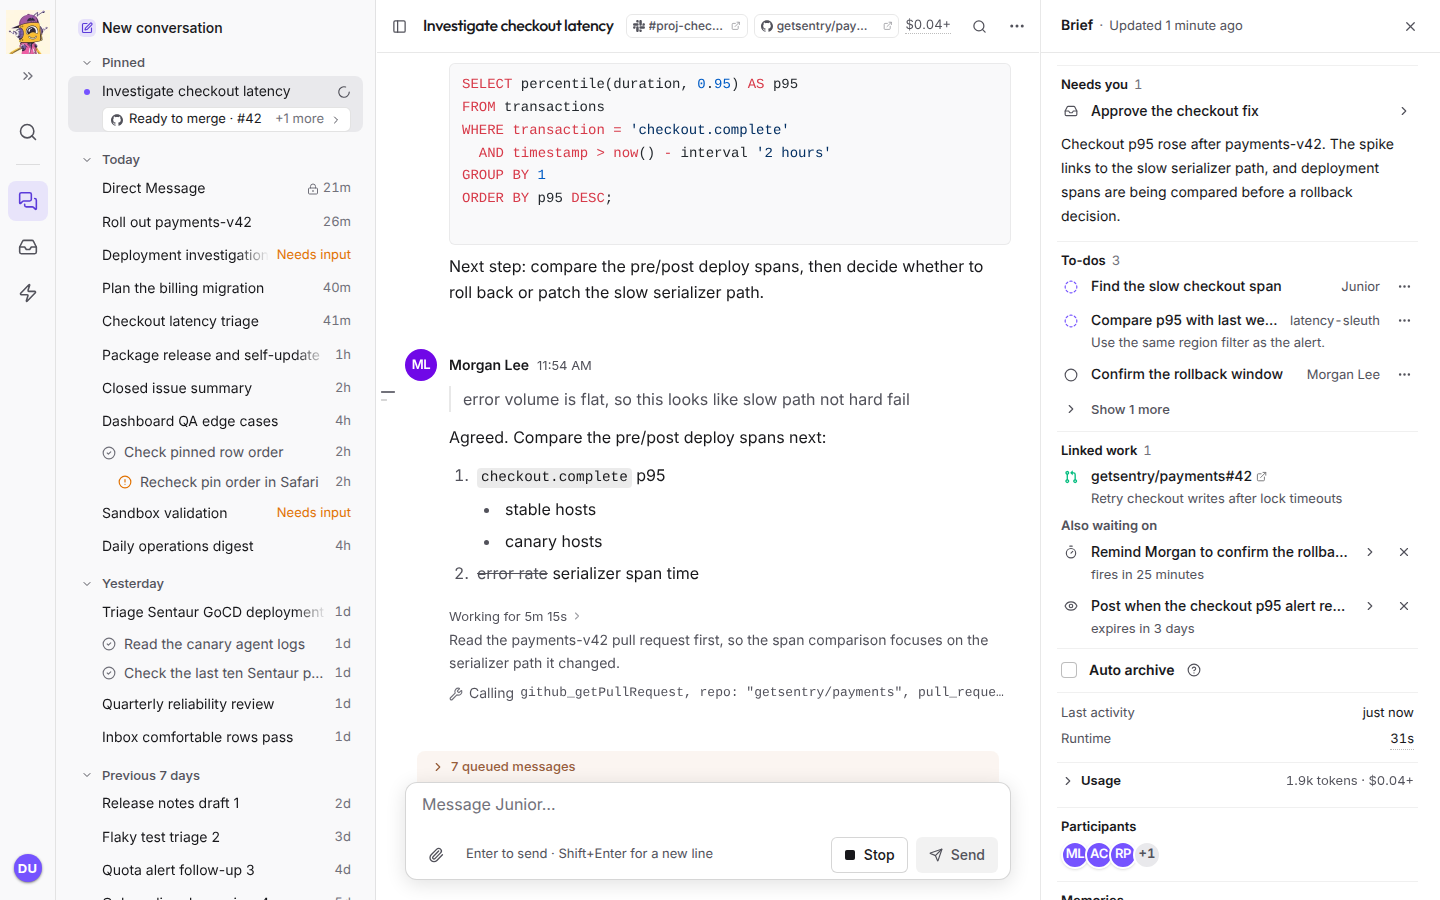 New conversation
Pinned
Investigate checkout latency
Ready to merge · #42 +1 more
Today
Direct Message 21m
Roll out payments-v42 26m
Deployment investigation Needs input
Plan the billing migration 40m
Checkout latency triage 41m
Package release and self-update 1h
Closed issue summary 2h
Dashboard QA edge cases 4h
Check pinned row order 2h
Recheck pin order in Safari 2h
Sandbox validation Needs input
Daily operations digest 4h
Yesterday
Triage Sentaur GoCD deployment 1d
Read the canary agent logs 1d
Check the last ten Sentaur p... 1d
Quarterly reliability review 1d
Inbox comfortable rows pass 1d
Previous 7 days
Release notes draft 1 2d
Flaky test triage 2 3d
Quota alert follow-up 3 4d
DU
Investigate checkout latency #proj-chec... getsentry/pay... $0.04+
SELECT percentile(duration, 0.95) AS p95
FROM transactions
WHERE transaction = 'checkout.complete'
AND timestamp > now() - interval '2 hours'
GROUP BY 1
ORDER BY p95 DESC;
Next step: compare the pre/post deploy spans, then decide whether to
roll back or patch the slow serializer path.
ML Morgan Lee 11:54 AM
error volume is flat, so this looks like slow path not hard fail
Agreed. Compare the pre/post deploy spans next:
1. checkout.complete p95
• stable hosts
• canary hosts
2. error rate serializer span time
Working for 5m 15s
Read the payments-v42 pull request first, so the span comparison focuses on the
serializer path it changed.
Calling github_getPullRequest, repo: "getsentry/payments", pull_reque…
7 queued messages
Message Junior...
Enter to send · Shift+Enter for a new line
Stop
Send
Brief · Updated 1 minute ago
Needs you 1
Approve the checkout fix
Checkout p95 rose after payments-v42. The spike
links to the slow serializer path, and deployment
spans are being compared before a rollback
decision.
To-dos 3
Find the slow checkout span Junior
Compare p95 with last we... latency-sleuth
Use the same region filter as the alert.
Confirm the rollback window Morgan Lee
Show 1 more
Linked work 1
getsentry/payments#42
Retry checkout writes after lock timeouts
Also waiting on
Remind Morgan to confirm the rollba...
fires in 25 minutes
Post when the checkout p95 alert re...
expires in 3 days
Auto archive
Last activity just now
Runtime 31s
Usage 1.9k tokens · $0.04+
Participants
ML AC RP +1